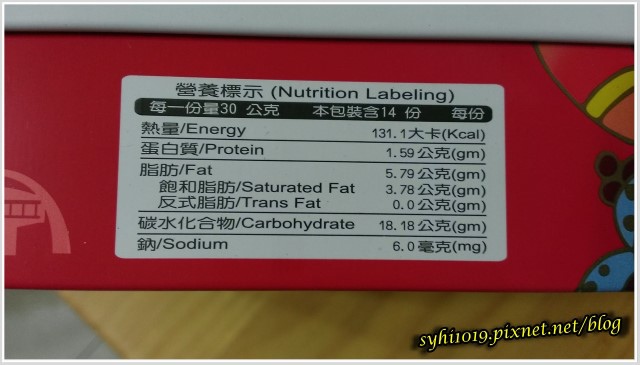 營養標示 (Nutrition Labeling)
每一份量30 公克 本包裝含14 份 每份
熱量/Energy 131.1大卡(Kcal)
蛋白質/Protein 1.59公克(gm)
脂肪/Fat 5.79公克(gm)
飽和脂肪/Saturated Fat 3.78公克(gm)
反式脂肪/Trans Fat 0.0公克(gm)
碳水化合物/Carbohydrate 18.18公克(gm)
鈉/Sodium 6.0毫克(mg)
syhi1019.pixnet.net/blog